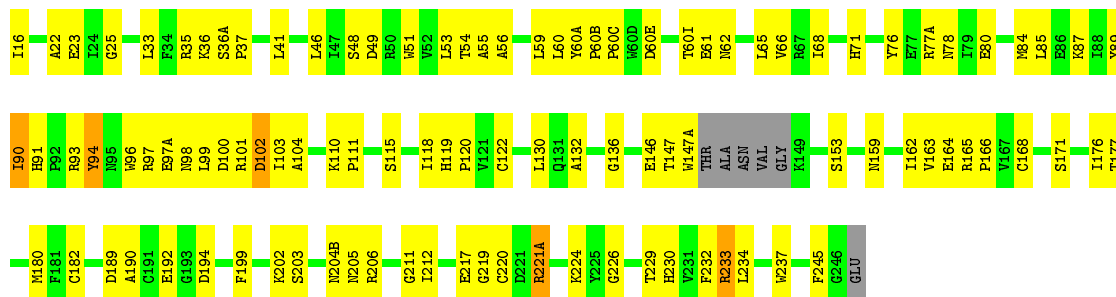 I16 A22 E23 I24 G25 L33 F34 R35 K36 S36A P37 L41 L46 I47 S48 D49 R50 W51 V52 L53 T54 A55 A56 L59 L60 Y60A P60B P60C W60D D60E T60I E61 N62 L65 V66 R67 I68 H71 Y76 E77 R77A N78 I79 E80 M84 L85 E86 K87 I88 Y89
I90 H91 P92 R93 Y94 N95 W96 R97 E97A N98 L99 D100 R101 D102 I103 A104 K110 P111 S115 I118 H119 P120 V121 C122 L130 Q131 A132 G136 E146 T147 W147A THR ALA ASN VAL GLY K149 S153 N159 I162 V163 E164 R165 P166 V167 C168 S171 I176 T177
M180 F181 C182 D189 A190 C191 E192 G193 D194 F199 K202 S203 N204B N205 R206 G211 I212 E217 G219 C220 D221 R221A K224 Y225 G226 T229 H230 V231 F232 R233 L234 W237 F245 G246 GLU